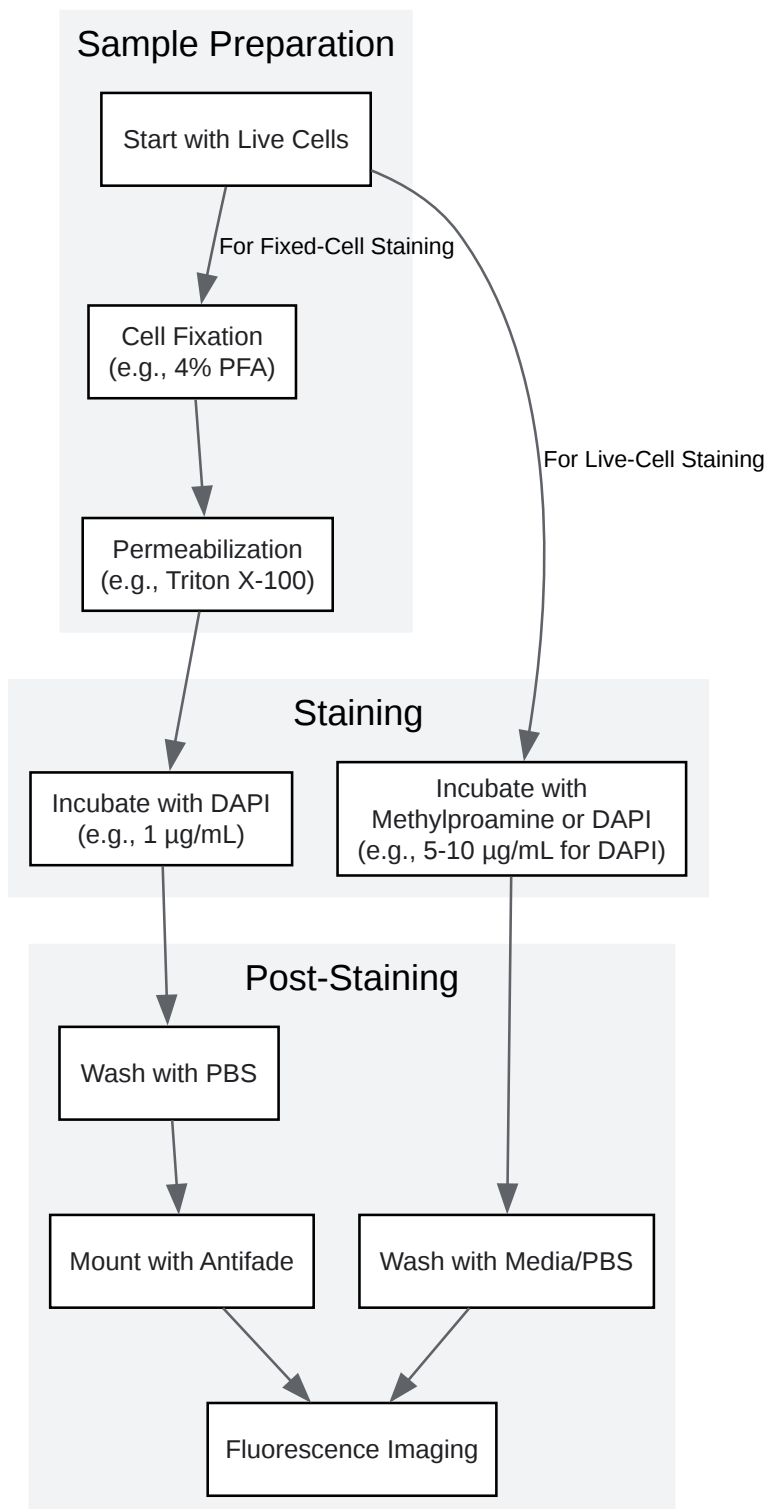 Sample Preparation
Start with Live Cells
For Fixed-Cell Staining
Cell Fixation
(e.g., 4% PFA)
For Live-Cell Staining
Permeabilization
(e.g., Triton X-100)
Staining
Incubate with DAPI
(e.g., 1 µg/mL)
Incubate with
Methylproamine or DAPI
(e.g., 5-10 µg/mL for DAPI)
Post-Staining
Wash with PBS
Mount with Antifade
Wash with Media/PBS
Fluorescence Imaging